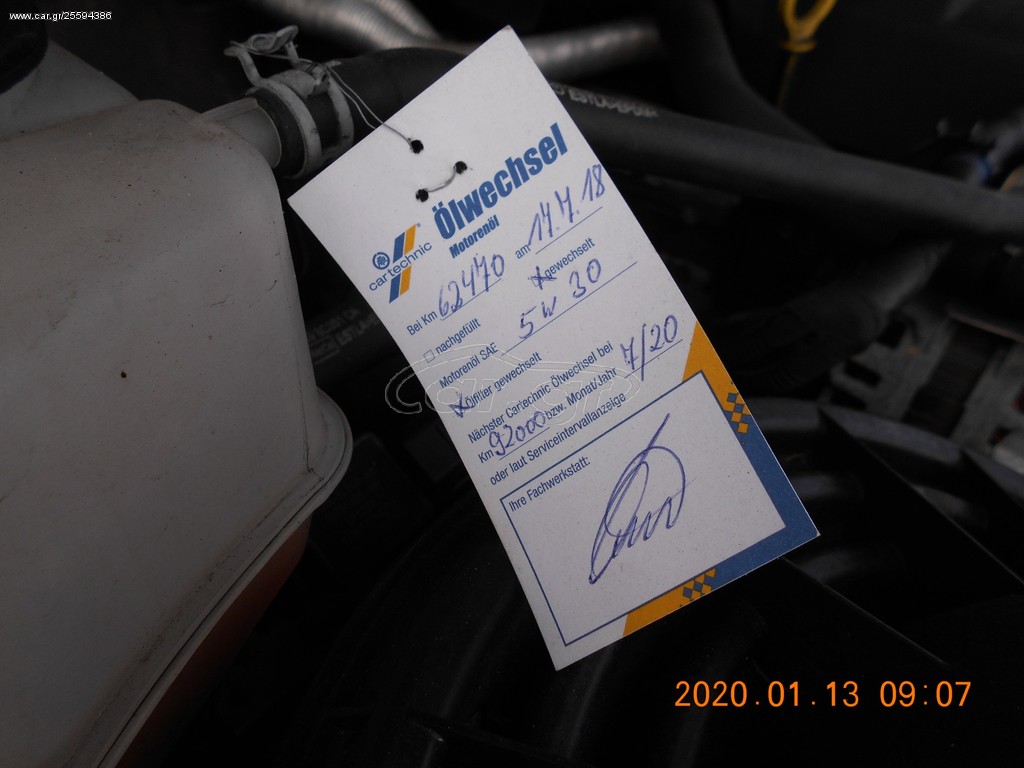 www.car.gr/25594386
cartechnic
Ölwechsel
Motorenöl
Bei Km 62470 am 17.7.18
nachgefüllt gewechselt
Motorenöl SAE 5W30
Ölfilter gewechselt
Nächster Cartechnic Ölwechsel bei
Km 92000 bzw. Monat/Jahr 7/20
oder laut Serviceintervallanzeige
Ihre Fachwerkstatt:
car.gr
2020.01.13 09:07